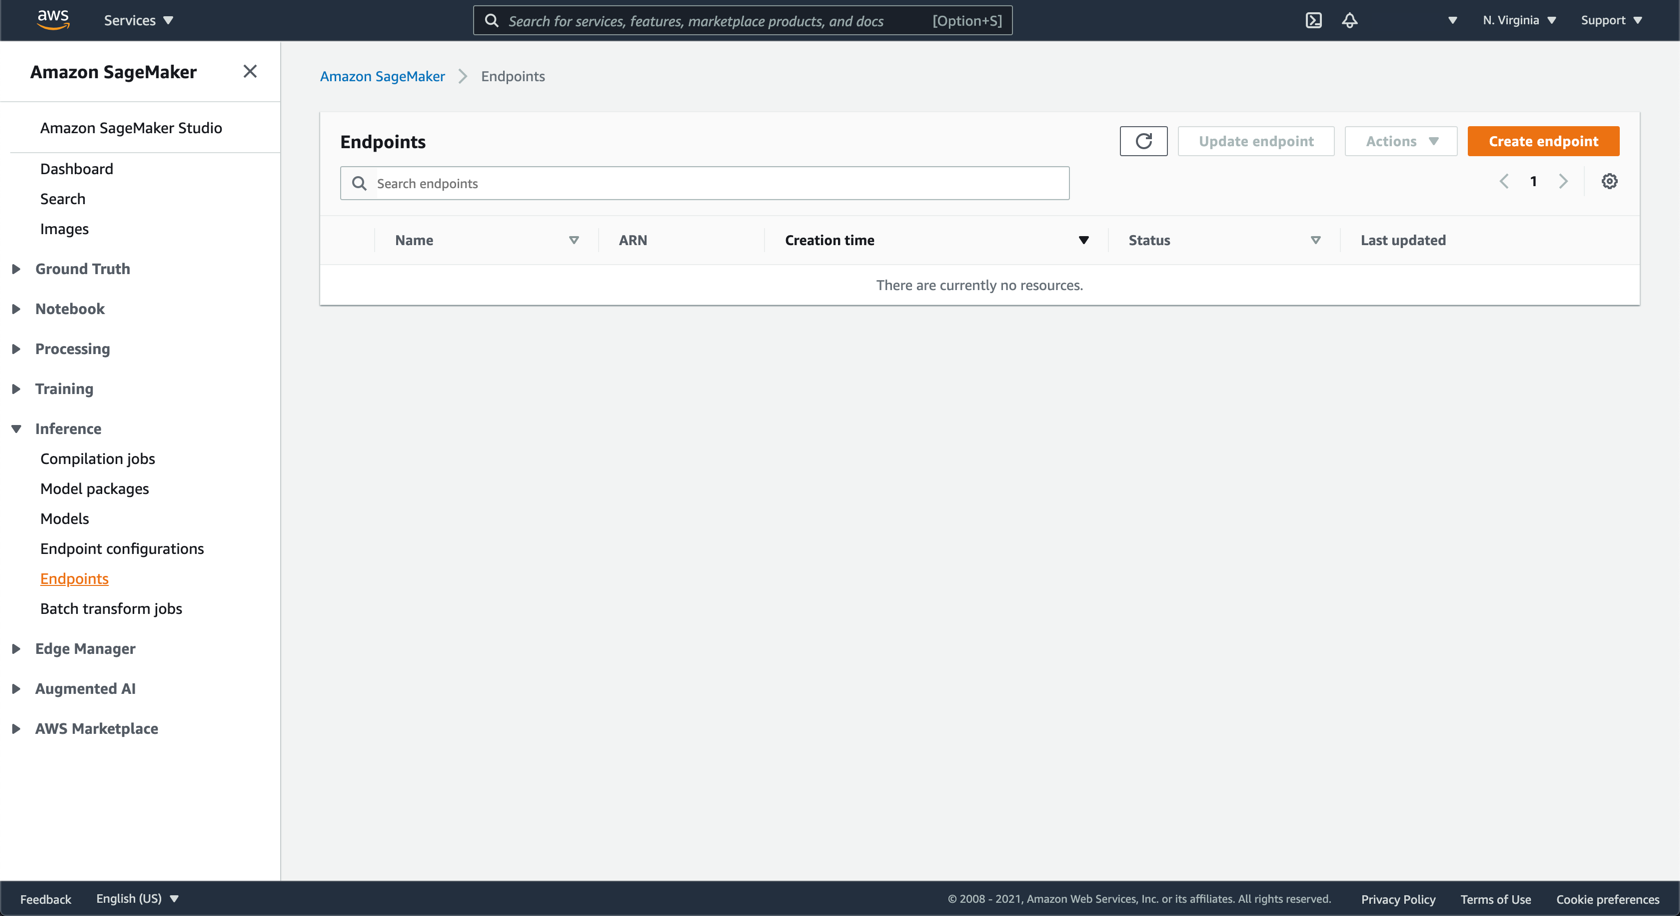 aws
Services
Search for services, features, marketplace products, and docs [Option+S]
N. Virginia
Support
Amazon SageMaker
Amazon SageMaker Studio
Dashboard
Search
Images
Ground Truth
Notebook
Processing
Training
Inference
Compilation jobs
Model packages
Models
Endpoint configurations
Endpoints
Batch transform jobs
Edge Manager
Augmented AI
AWS Marketplace
Amazon SageMaker > Endpoints
Endpoints
Update endpoint
Actions
Create endpoint
Search endpoints
1
Name ARN Creation time Status Last updated
There are currently no resources.
Feedback English (US)
© 2008 - 2021, Amazon Web Services, Inc. or its affiliates. All rights reserved. Privacy Policy Terms of Use Cookie preferences